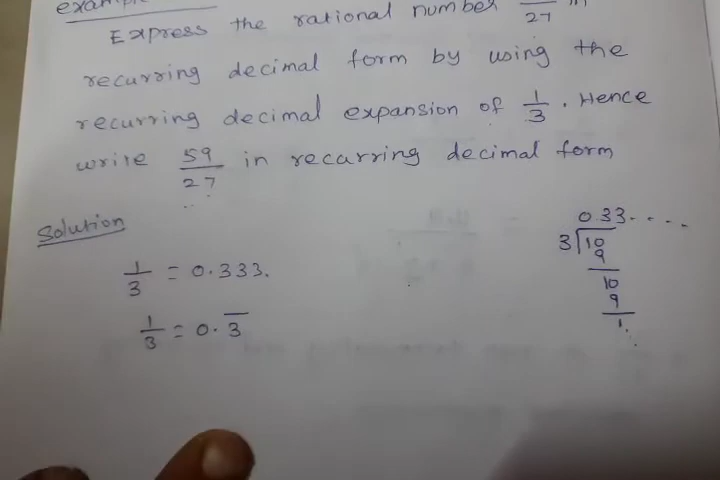 example
Express the rational number /27 in
recurring decimal form by using the
recurring decimal expansion of 1/3. Hence
write 59/27 in recurring decimal form
Solution
1/3 = 0.333.
1/3 = 0.3̅
0.33.....
3)10
9
10
9
1.